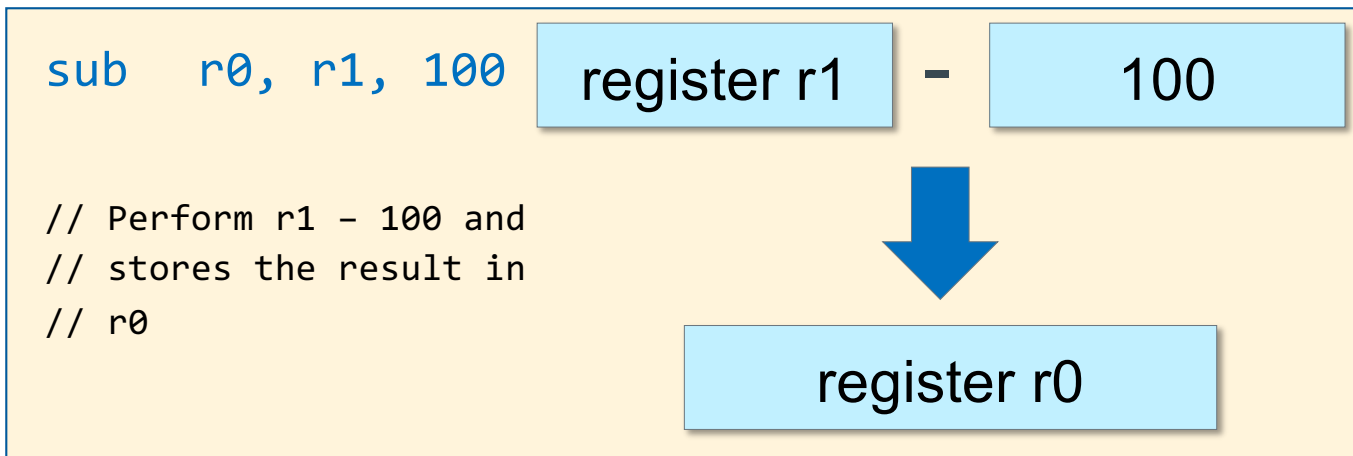 sub r0, r1, 100
register r1 - 100
// Perform r1 – 100 and
// stores the result in
// r0
register r0